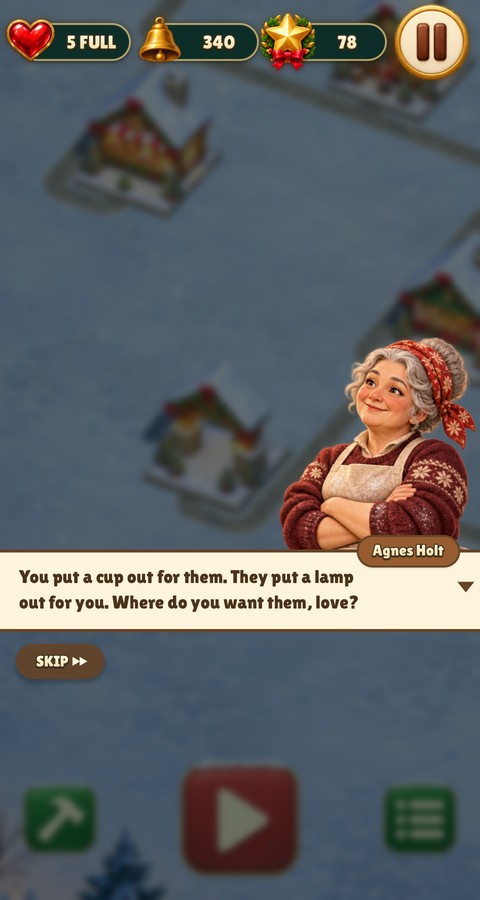 5 FULL
340
78
Agnes Holt
You put a cup out for them. They put a lamp
out for you. Where do you want them, love?
SKIP